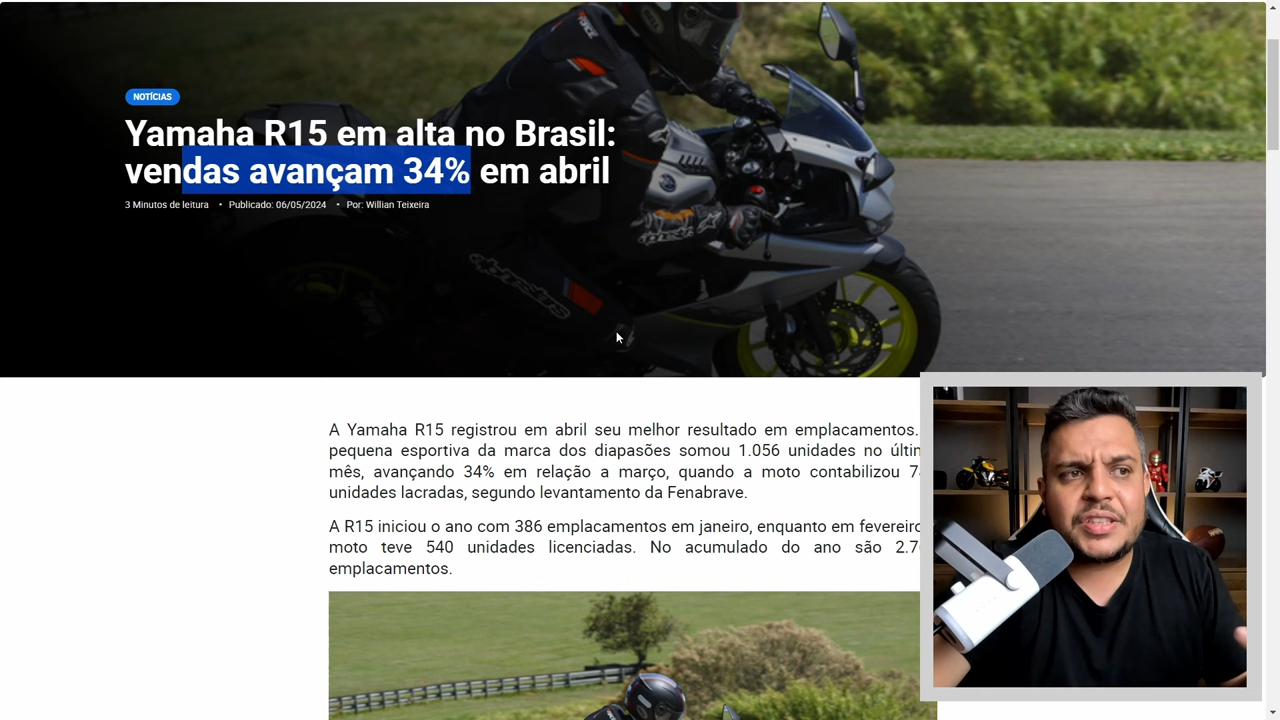 NOTÍCIAS
Yamaha R15 em alta no Brasil:
vendas avançam 34% em abril
3 Minutos de leitura • Publicado: 06/05/2024 • Por: Willian Teixeira
A Yamaha R15 registrou em abril seu melhor resultado em emplacamentos.
pequena esportiva da marca dos diapasões somou 1.056 unidades no
mês, avançando 34% em relação a março, quando a moto contabilizou
unidades lacradas, segundo levantamento da Fenabrave.
A R15 iniciou o ano com 386 emplacamentos em janeiro, enquanto em fevereiro
moto teve 540 unidades licenciadas. No acumulado do ano são
emplacamentos.